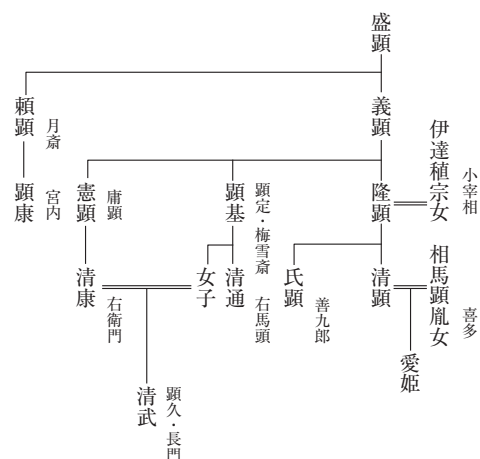 盛顕
義顕
頼顕
月斎
顕康
宮内
伊達稙宗女
小宰相
隆顕
顕基
顕定・梅雪斎
憲顕
庸顕
相馬顕胤女
喜多
清顕
氏顕
善九郎
清通
右馬頭
女子
清康
右衛門
愛姫
清武
顕久・長門